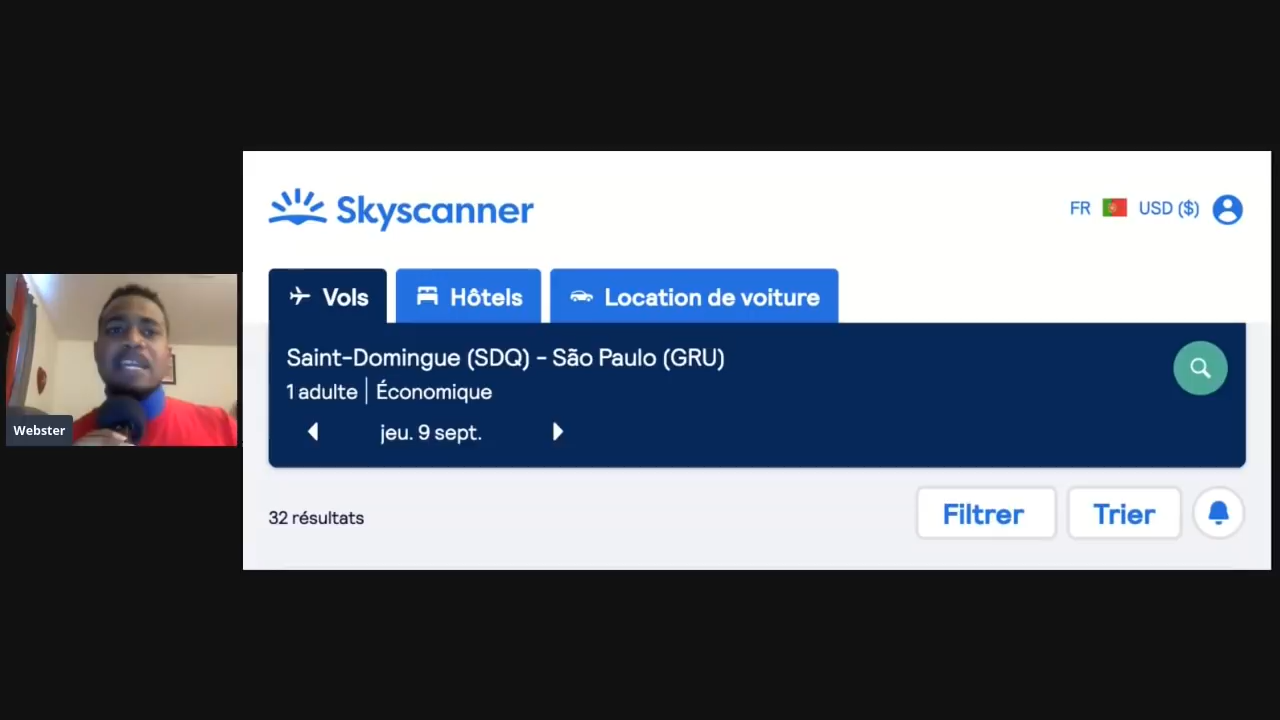 Skyscanner
FR USD ($)
Vols Hôtels Location de voiture
Saint-Domingue (SDQ) – São Paulo (GRU)
1 adulte | Économique
jeu. 9 sept.
32 résultats
Filtrer Trier
Webster